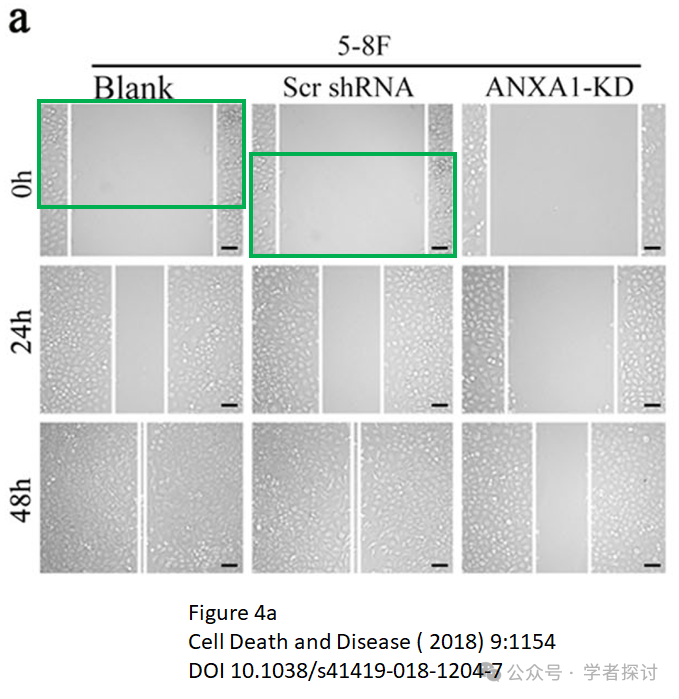 a
5-8F
Blank Scr shRNA ANXA1-KD
0h
24h
48h
Figure 4a
Cell Death and Disease ( 2018) 9:1154
DOI 10.1038/s41419-018-1204-7
公众号 · 学者探讨